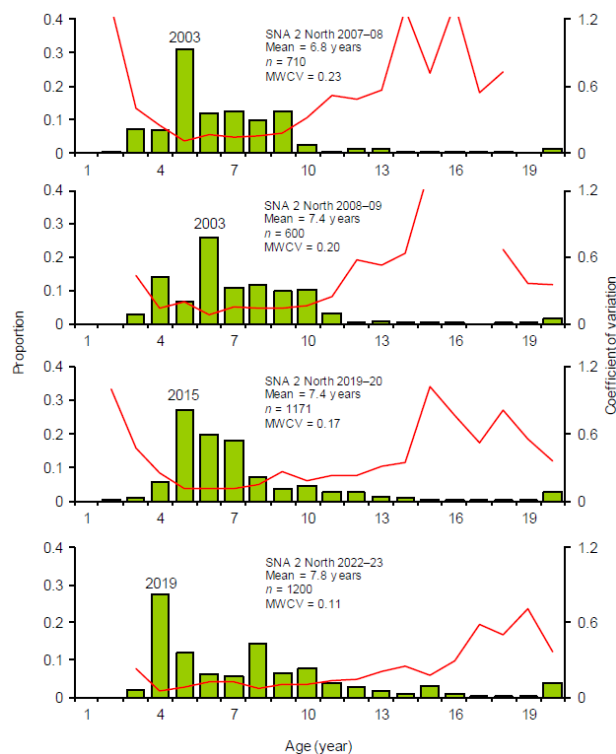 0.4
0.3
0.2
0.1
0
2003
SNA 2 North 2007–08
Mean = 6.8 years
n = 710
MWCV = 0.23
1.2
0.6
0
1 4 7 10 13 16 19
0.4
0.3
0.2
0.1
0
2003
SNA 2 North 2008–09
Mean = 7.4 years
n = 600
MWCV = 0.20
1.2
0.6
0
1 4 7 10 13 16 19
Proportion
Coefficient of variation
0.4
0.3
0.2
0.1
0
2015
SNA 2 North 2019–20
Mean = 7.4 years
n = 1171
MWCV = 0.17
1.2
0.6
0
1 4 7 10 13 16 19
0.4
0.3
0.2
0.1
0
2019
SNA 2 North 2022–23
Mean = 7.8 years
n = 1200
MWCV = 0.11
1.2
0.6
0
1 4 7 10 13 16 19
Age (year)